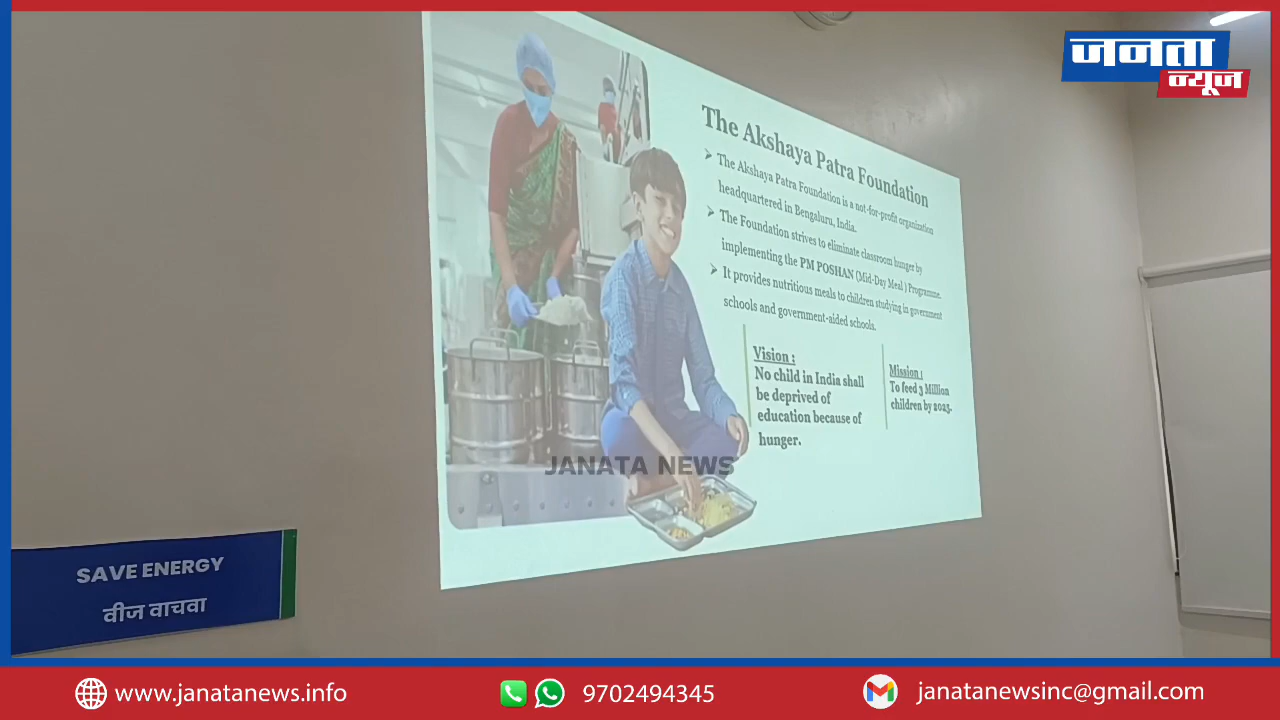 जनता
न्यूज
The Akshaya Patra Foundation
➢ The Akshaya Patra Foundation is a not-for-profit organization
headquartered in Bengaluru, India.
➢ The Foundation strives to eliminate classroom hunger by
implementing the PM POSHAN (Mid-Day Meal ) Programme.
➢ It provides nutritious meals to children studying in government
schools and government-aided schools.
Vision :
No child in India shall
be deprived of
education because of
hunger.
Mission :
To feed 3 Million
children by 2025.
JANATA NEWS
SAVE ENERGY
वीज वाचवा
www.janatanews.info
9702494345
janatanewsinc@gmail.com